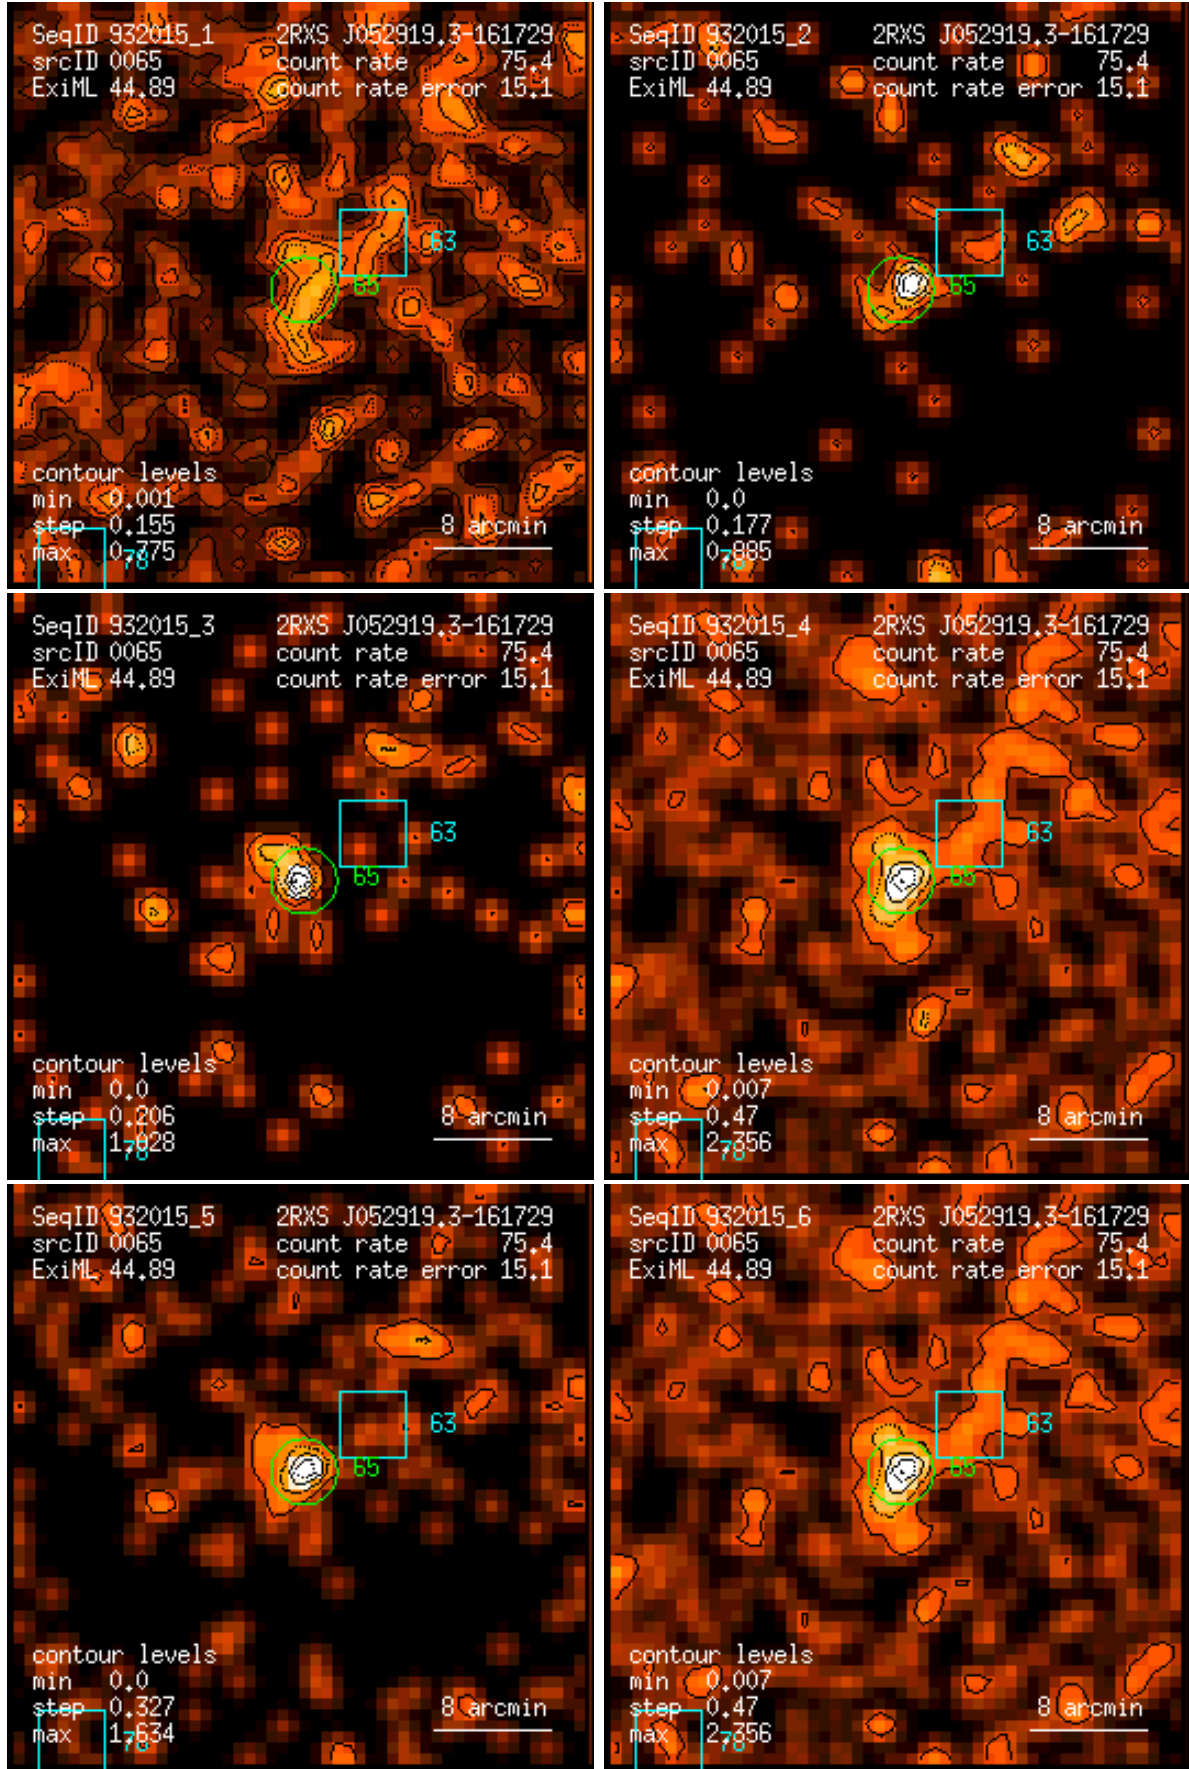 SeqID 932015_1 2RXS J052919.3-161729
srcID 0065 count rate 75.4
ExiML 44.89 count rate error 15.1
63
65
contour levels
min 0.001
step 0.155 8 arcmin
max 0.775 78
SeqID 932015_2 2RXS J052919.3-161729
srcID 0065 count rate 75.4
ExiML 44.89 count rate error 15.1
63
65
contour levels
min 0.0
step 0.177 8 arcmin
max 0.885 78
SeqID 932015_3 2RXS J052919.3-161729
srcID 0065 count rate 75.4
ExiML 44.89 count rate error 15.1
63
65
contour levels
min 0.0
step 0.206 8 arcmin
max 1.028 78
SeqID 932015_4 2RXS J052919.3-161729
srcID 0065 count rate 75.4
ExiML 44.89 count rate error 15.1
63
65
contour levels
min 0.007
step 0.47 8 arcmin
max 2.356 78
SeqID 932015_5 2RXS J052919.3-161729
srcID 0065 count rate 75.4
ExiML 44.89 count rate error 15.1
63
65
contour levels
min 0.0
step 0.327 8 arcmin
max 1.634 78
SeqID 932015_6 2RXS J052919.3-161729
srcID 0065 count rate 75.4
ExiML 44.89 count rate error 15.1
63
65
contour levels
min 0.007
step 0.47 8 arcmin
max 2.356 78